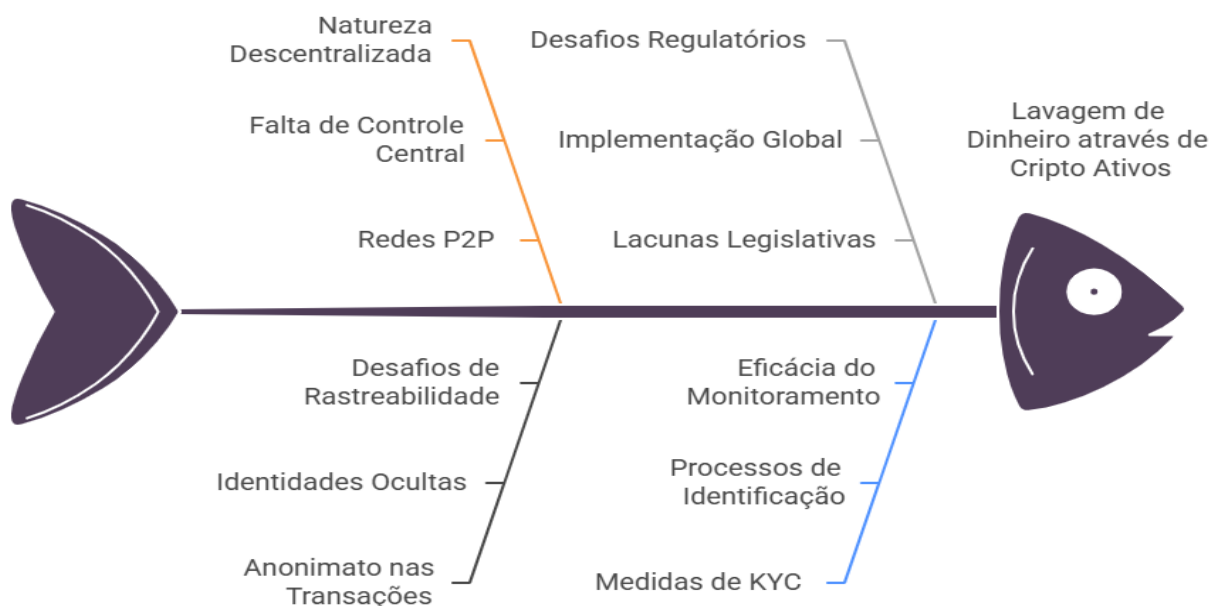 Natureza
Descentralizada
Falta de Controle
Central
Redes P2P
Desafios Regulatórios
Implementação Global
Lacunas Legislativas
Lavagem de
Dinheiro através de
Cripto Ativos
Desafios de
Rastreabilidade
Identidades Ocultas
Anonimato nas
Transações
Eficácia do
Monitoramento
Processos de
Identificação
Medidas de KYC